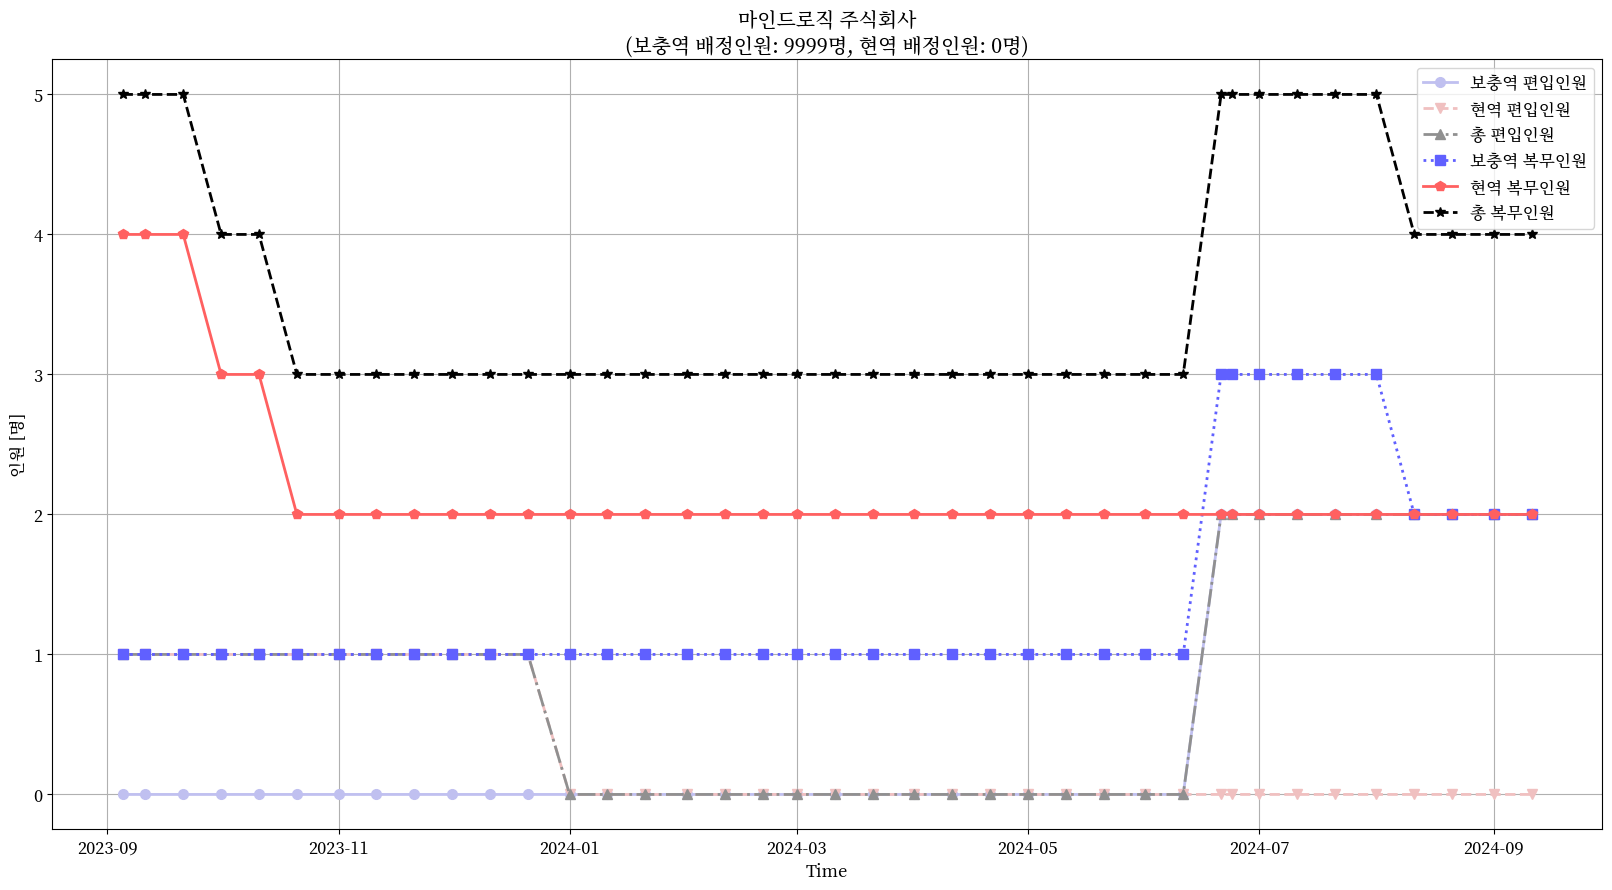 마인드로직 주식회사
(보충역 배정인원: 9999명, 현역 배정인원: 0명)
보충역 편입인원
현역 편입인원
총 편입인원
보충역 복무인원
현역 복무인원
총 복무인원
인원 [명]
5
4
3
2
1
0
2023-09
2023-11
2024-01
2024-03
2024-05
2024-07
2024-09
Time